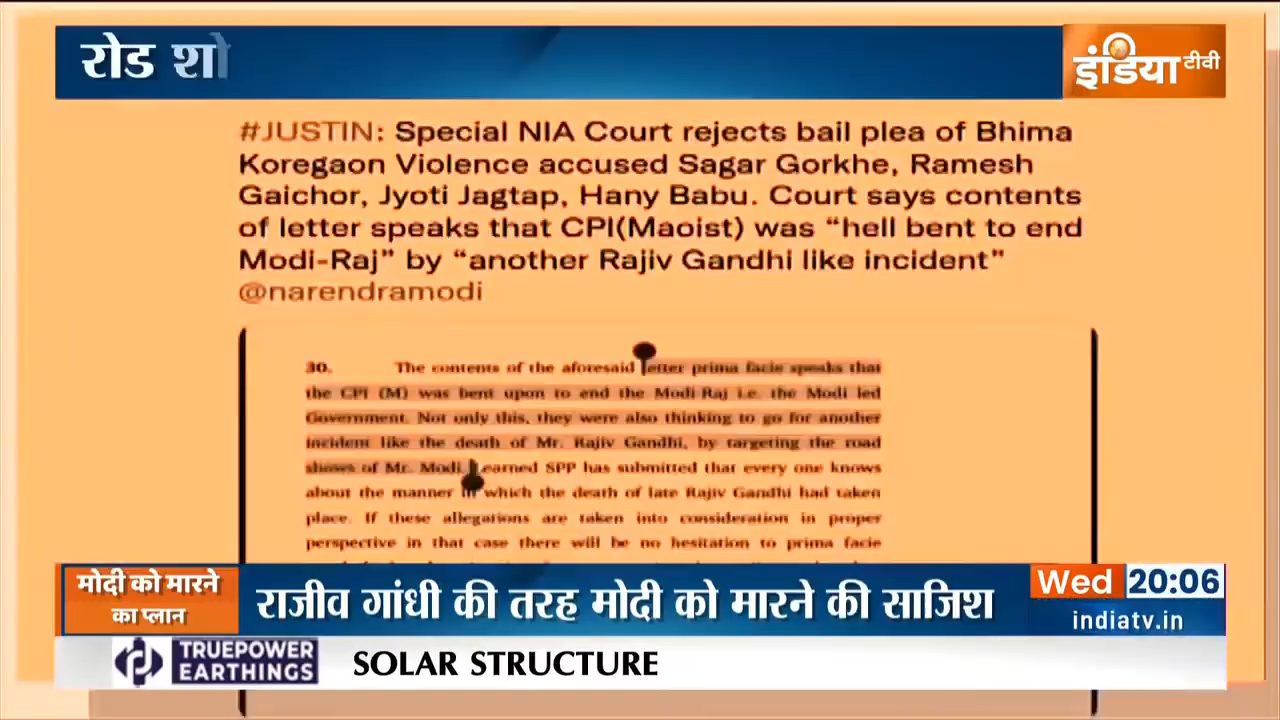 रोड शो
इंडिया टीवी
#JUSTIN: Special NIA Court rejects bail plea of Bhima
Koregaon Violence accused Sagar Gorkhe, Ramesh
Gaichor, Jyoti Jagtap, Hany Babu. Court says contents
of letter speaks that CPI(Maoist) was “hell bent to end
Modi-Raj” by “another Rajiv Gandhi like incident”
@narendramodi
30. The contents of the aforesaid letter prima facie speaks that
the CPI (M) was bent upon to end the Modi Raj i.e. the Modi led
Government. Not only this, they were also thinking to go for another
incident like the death of Mr. Rajiv Gandhi, by targeting the road
shows of Mr. Modi. Learned SPP has submitted that every one knows
about the manner in which the death of late Rajiv Gandhi had taken
place. If these allegations are taken into consideration in proper
perspective in that case there will be no hesitation to prima facie
मोदी को मारने
का प्लान
राजीव गांधी की तरह मोदी को मारने की साजिश
Wed 20:06
indiatv.in
TRUEPOWER
EARTHINGS
SOLAR STRUCTURE